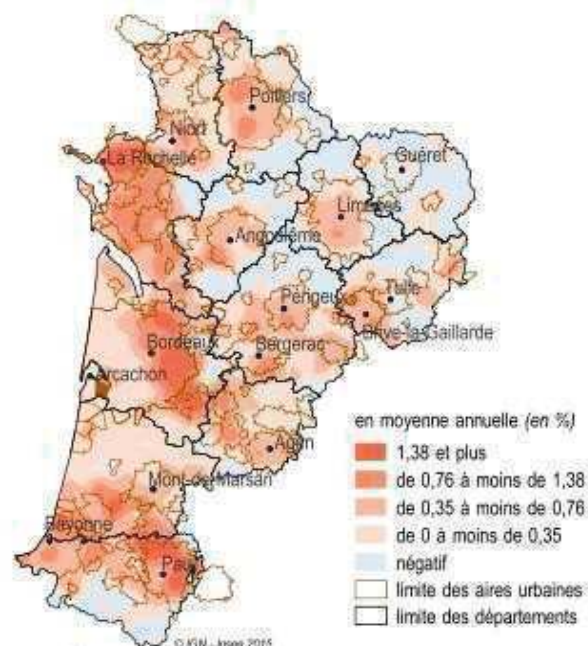 Poitiers
Niort
La Rochelle
Guéret
Limoges
Angoulême
Tulle
Périgeux
Brive-la-Gaillarde
Bordeaux
Bergerac
Arcachon
Agen
Mont-de-Marsan
Bayonne
Pau
en moyenne annuelle (en %)
1,38 et plus
de 0,76 à moins de 1,38
de 0,35 à moins de 0,76
de 0 à moins de 0,35
négatif
limite des aires urbaines
limite des départements
© IGN - Insee 2015